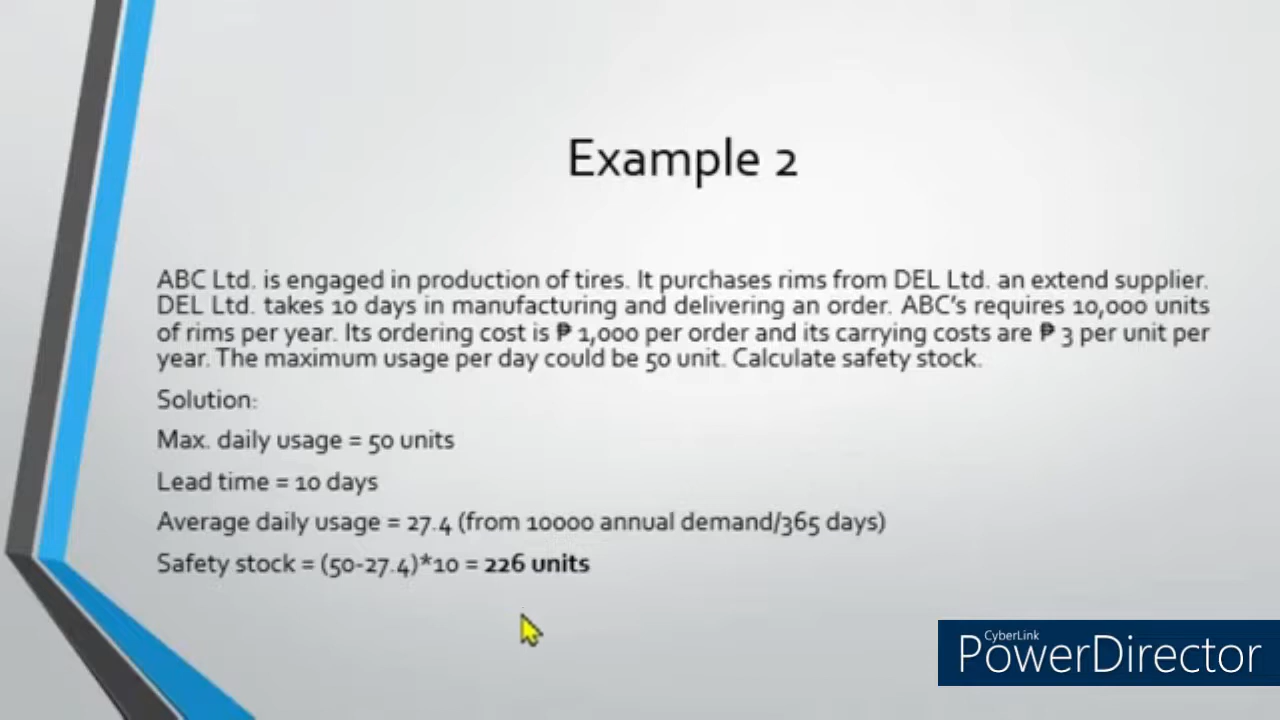 Example 2
ABC Ltd. is engaged in production of tires. It purchases rims from DEL Ltd. an extend supplier.
DEL Ltd. takes 10 days in manufacturing and delivering an order. ABC's requires 10,000 units
of rims per year. Its ordering cost is ₱ 1,000 per order and its carrying costs are ₱ 3 per unit per
year. The maximum usage per day could be 50 unit. Calculate safety stock.
Solution:
Max. daily usage = 50 units
Lead time = 10 days
Average daily usage = 27.4 (from 10000 annual demand/365 days)
Safety stock = (50-27.4)*10 = 226 units
CyberLink
PowerDirector